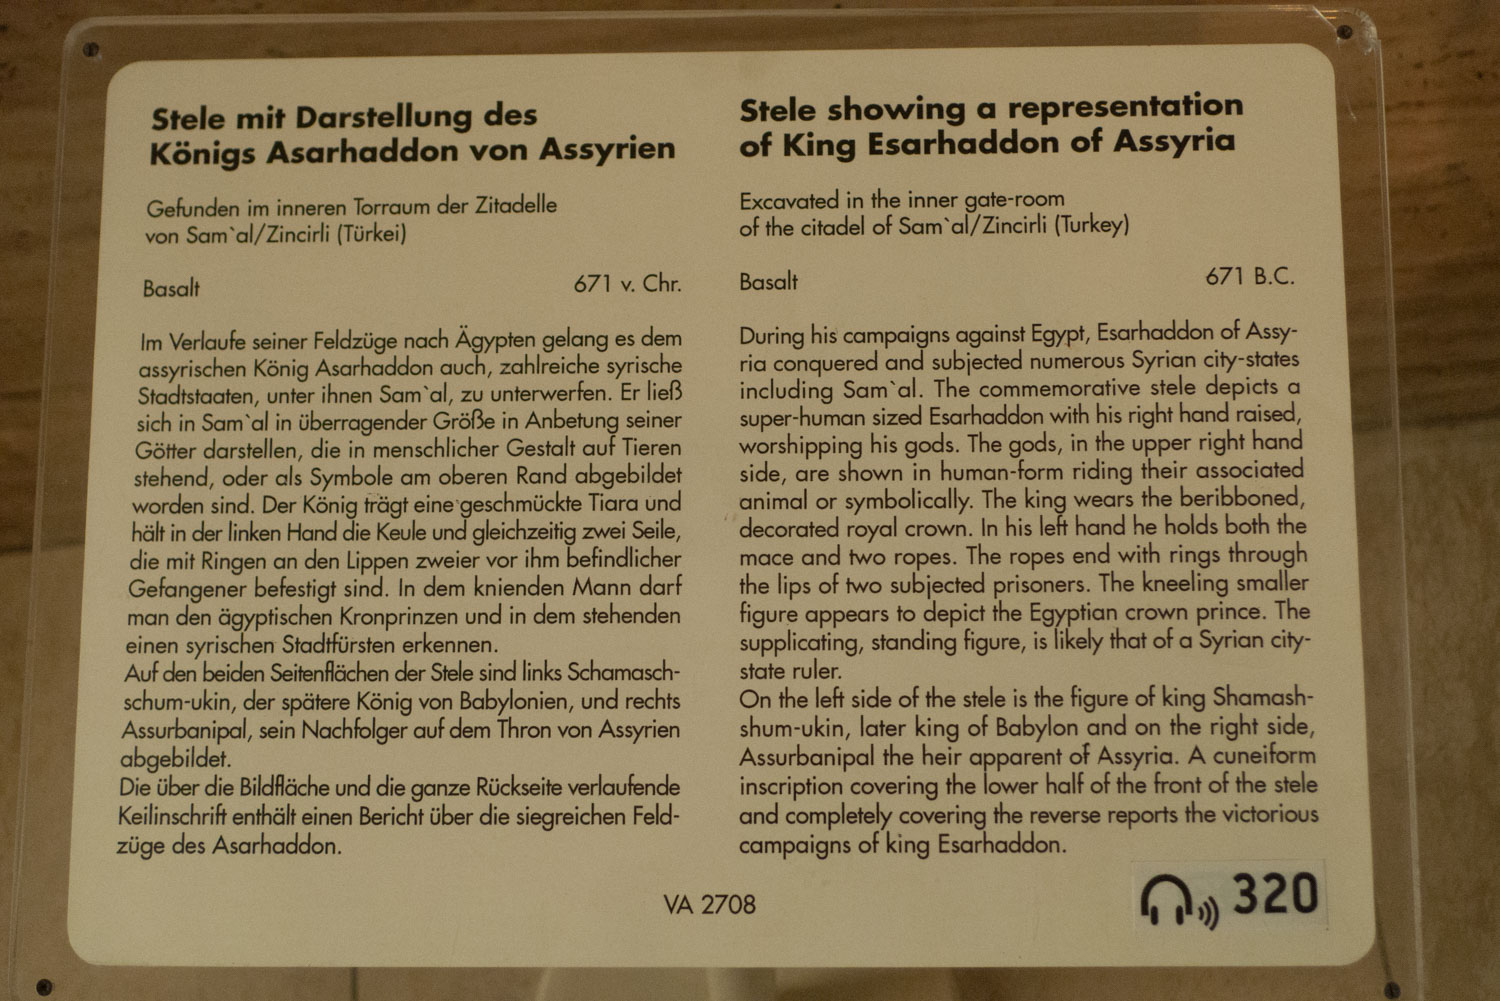 Stele mit Darstellung des
Königs Asarhaddon von Assyrien
Gefunden im inneren Torraum der Zitadelle
von Sam`al/Zincirli (Türkei)
Basalt 671 v. Chr.
Im Verlaufe seiner Feldzüge nach Ägypten gelang es dem
assyrischen König Asarhaddon auch, zahlreiche syrische
Stadtstaaten, unter ihnen Sam`al, zu unterwerfen. Er ließ
sich in Sam`al in überragender Größe in Anbetung seiner
Götter darstellen, die in menschlicher Gestalt auf Tieren
stehend, oder als Symbole am oberen Rand abgebildet
worden sind. Der König trägt eine geschmückte Tiara und
hält in der linken Hand die Keule und gleichzeitig zwei Seile,
die mit Ringen an den Lippen zweier vor ihm befindlicher
Gefangener befestigt sind. In dem knienden Mann darf
man den ägyptischen Kronprinzen und in dem stehenden
einen syrischen Stadtfürsten erkennen.
Auf den beiden Seitenflächen der Stele sind links Schamasch-
schum-ukin, der spätere König von Babylonien, und rechts
Assurbanipal, sein Nachfolger auf dem Thron von Assyrien
abgebildet.
Die über die Bildfläche und die ganze Rückseite verlaufende
Keilinschrift enthält einen Bericht über die siegreichen Feld-
züge des Asarhaddon.
Stele showing a representation
of King Esarhaddon of Assyria
Excavated in the inner gate-room
of the citadel of Sam`al/Zincirli (Turkey)
Basalt 671 B.C.
During his campaigns against Egypt, Esarhaddon of Assy-
ria conquered and subjected numerous Syrian city-states
including Sam`al. The commemorative stele depicts a
super-human sized Esarhaddon with his right hand raised,
worshipping his gods. The gods, in the upper right hand
side, are shown in human-form riding their associated
animal or symbolically. The king wears the beribboned,
decorated royal crown. In his left hand he holds both the
mace and two ropes. The ropes end with rings through
the lips of two subjected prisoners. The kneeling smaller
figure appears to depict the Egyptian crown prince. The
supplicating, standing figure, is likely that of a Syrian city-
state ruler.
On the left side of the stele is the figure of king Shamash-
shum-ukin, later king of Babylon and on the right side,
Assurbanipal the heir apparent of Assyria. A cuneiform
inscription covering the lower half of the front of the stele
and completely covering the reverse reports the victorious
campaigns of king Esarhaddon.
VA 2708
320